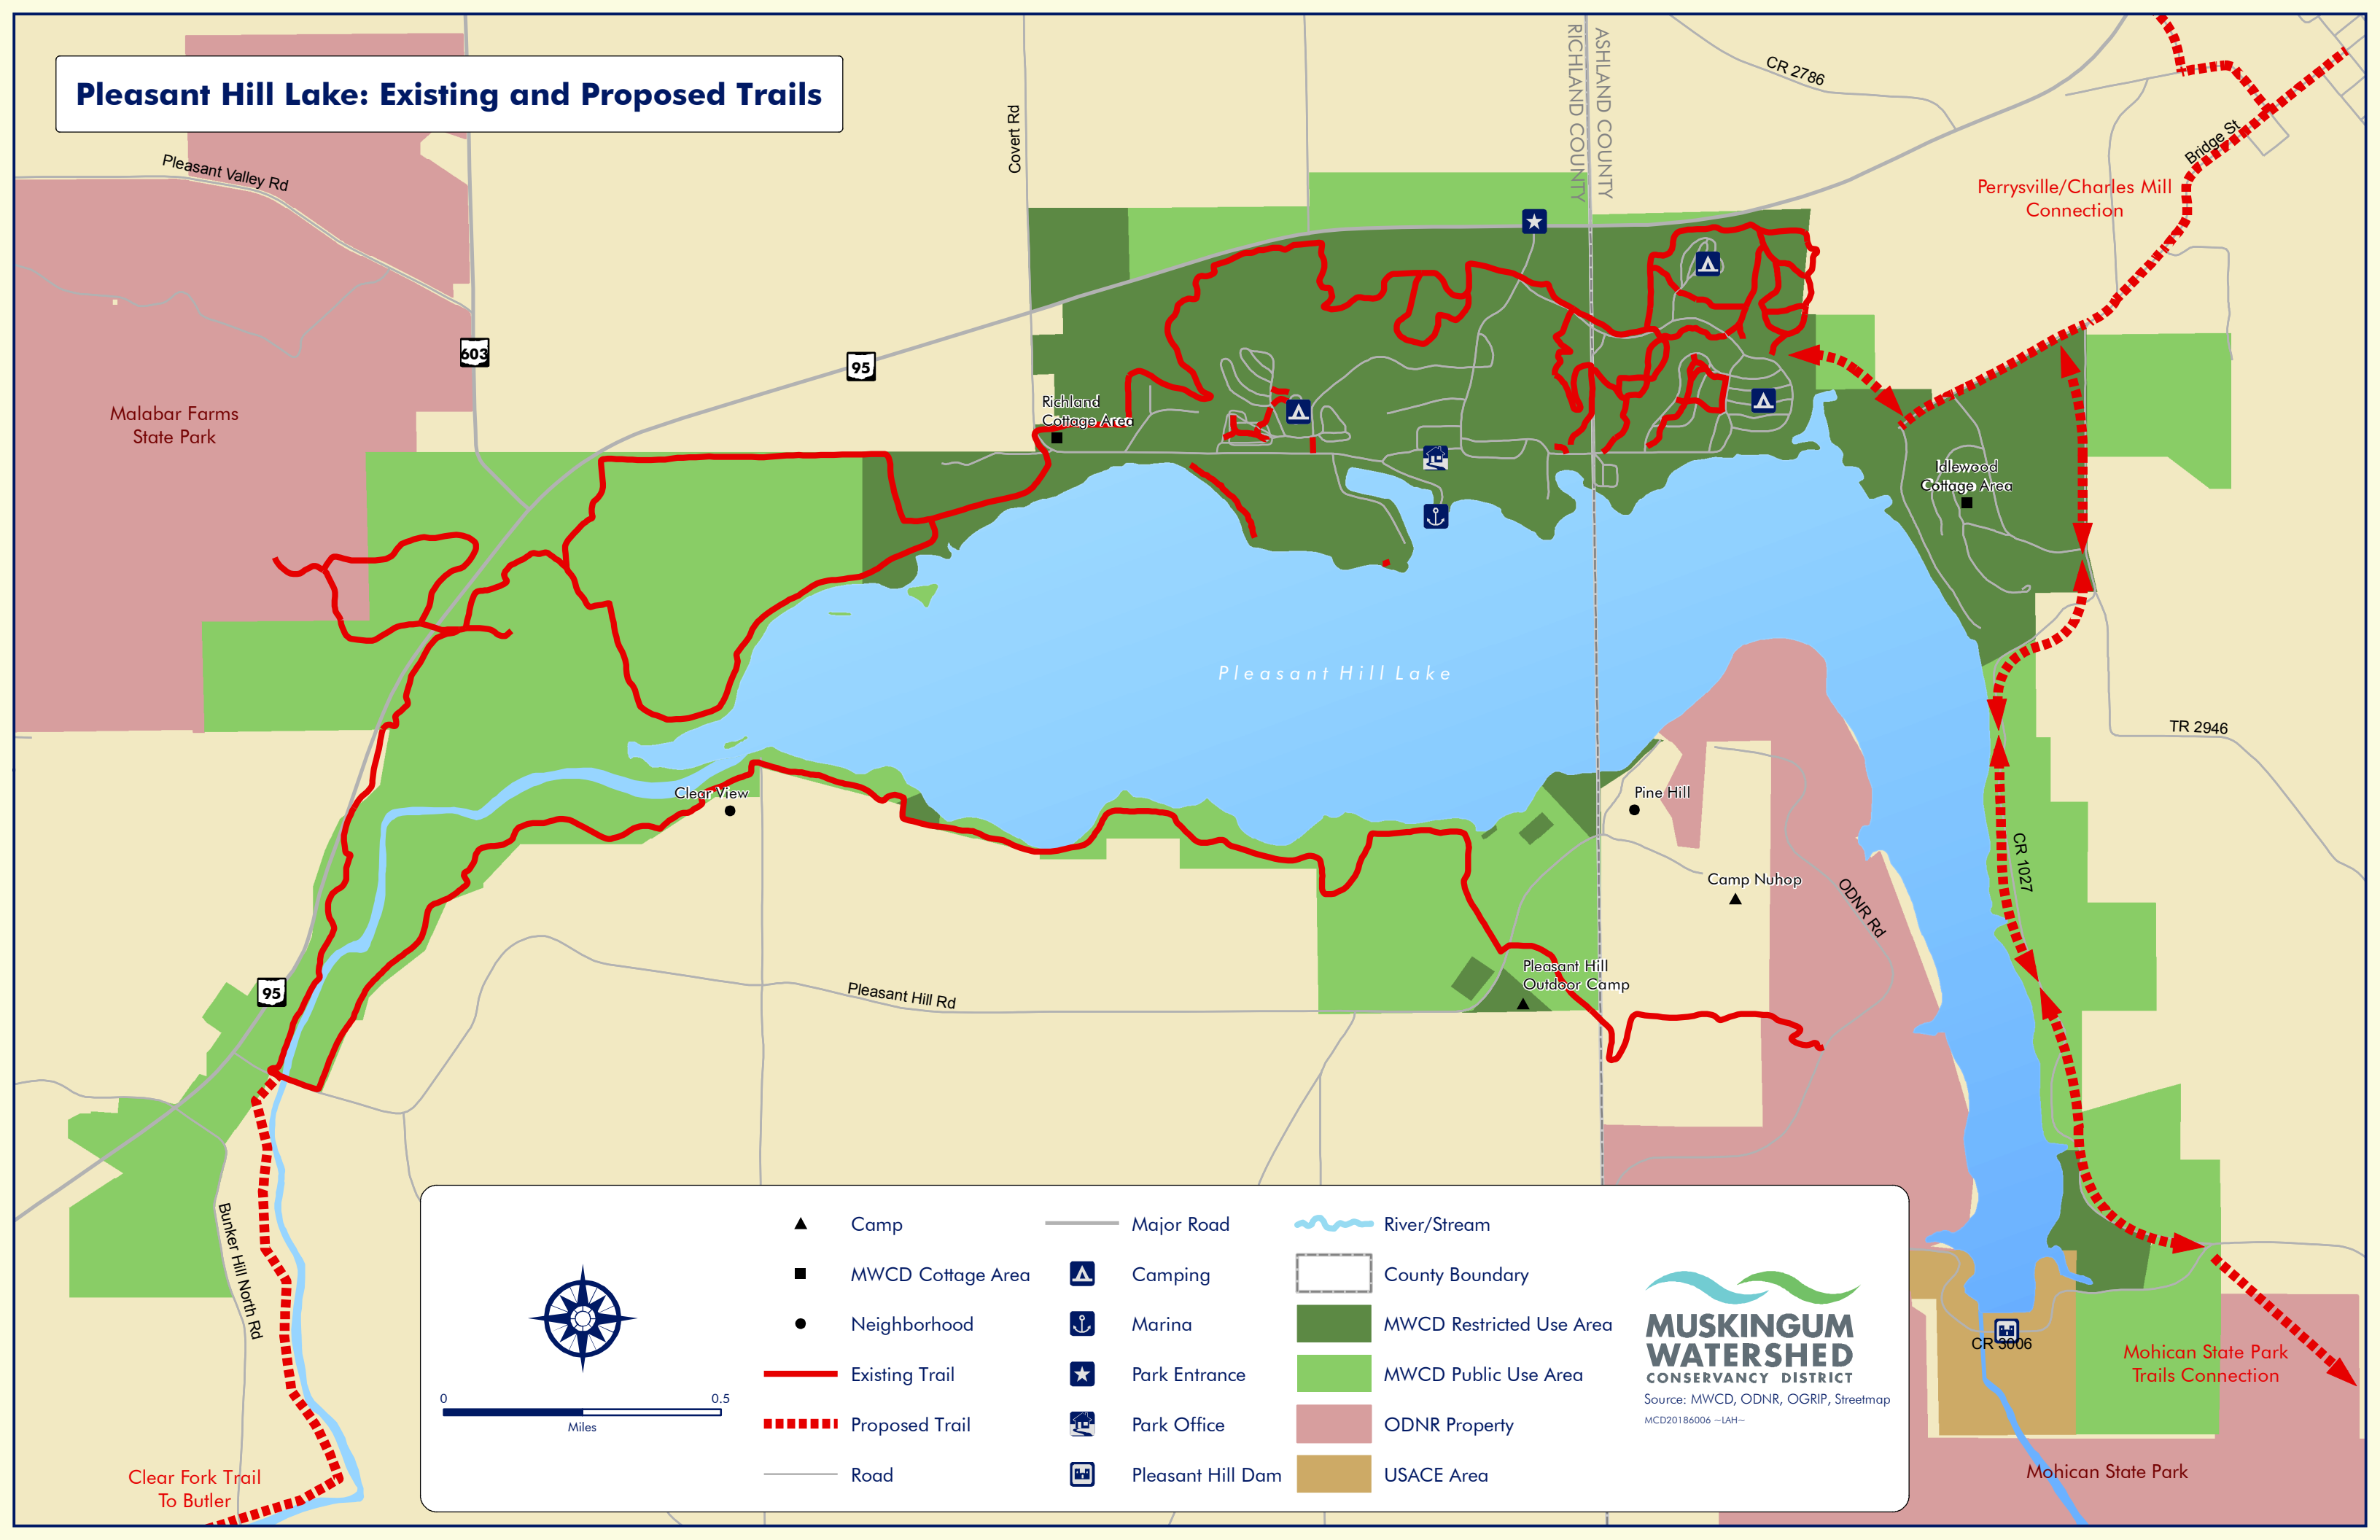 Pleasant Hill Lake: Existing and Proposed Trails
RICHLAND COUNTY
ASHLAND COUNTY
CR 2786
Covert Rd
Bridge St
Pleasant Valley Rd
Perrysville/Charles Mill
Connection
603
95
Malabar Farms
State Park
Richland
Cottage Area
Idlewood
Cottage Area
Pleasant Hill Lake
TR 2946
Clear View
Pine Hill
CR 1027
Camp Nuhop
ODNR Rd
Pleasant Hill
Outdoor Camp
95
Pleasant Hill Rd
Bunker Hill North Rd
Clear Fork Trail
To Butler
CR 3006
Mohican State Park
Trails Connection
Mohican State Park
0
0.5
Miles
Camp
MWCD Cottage Area
Neighborhood
Existing Trail
Proposed Trail
Road
Major Road
Camping
Marina
Park Entrance
Park Office
Pleasant Hill Dam
River/Stream
County Boundary
MWCD Restricted Use Area
MWCD Public Use Area
ODNR Property
USACE Area
MUSKINGUM
WATERSHED
CONSERVANCY DISTRICT
Source: MWCD, ODNR, OGRIP, Streetmap
MCD20186006 ~LAH~